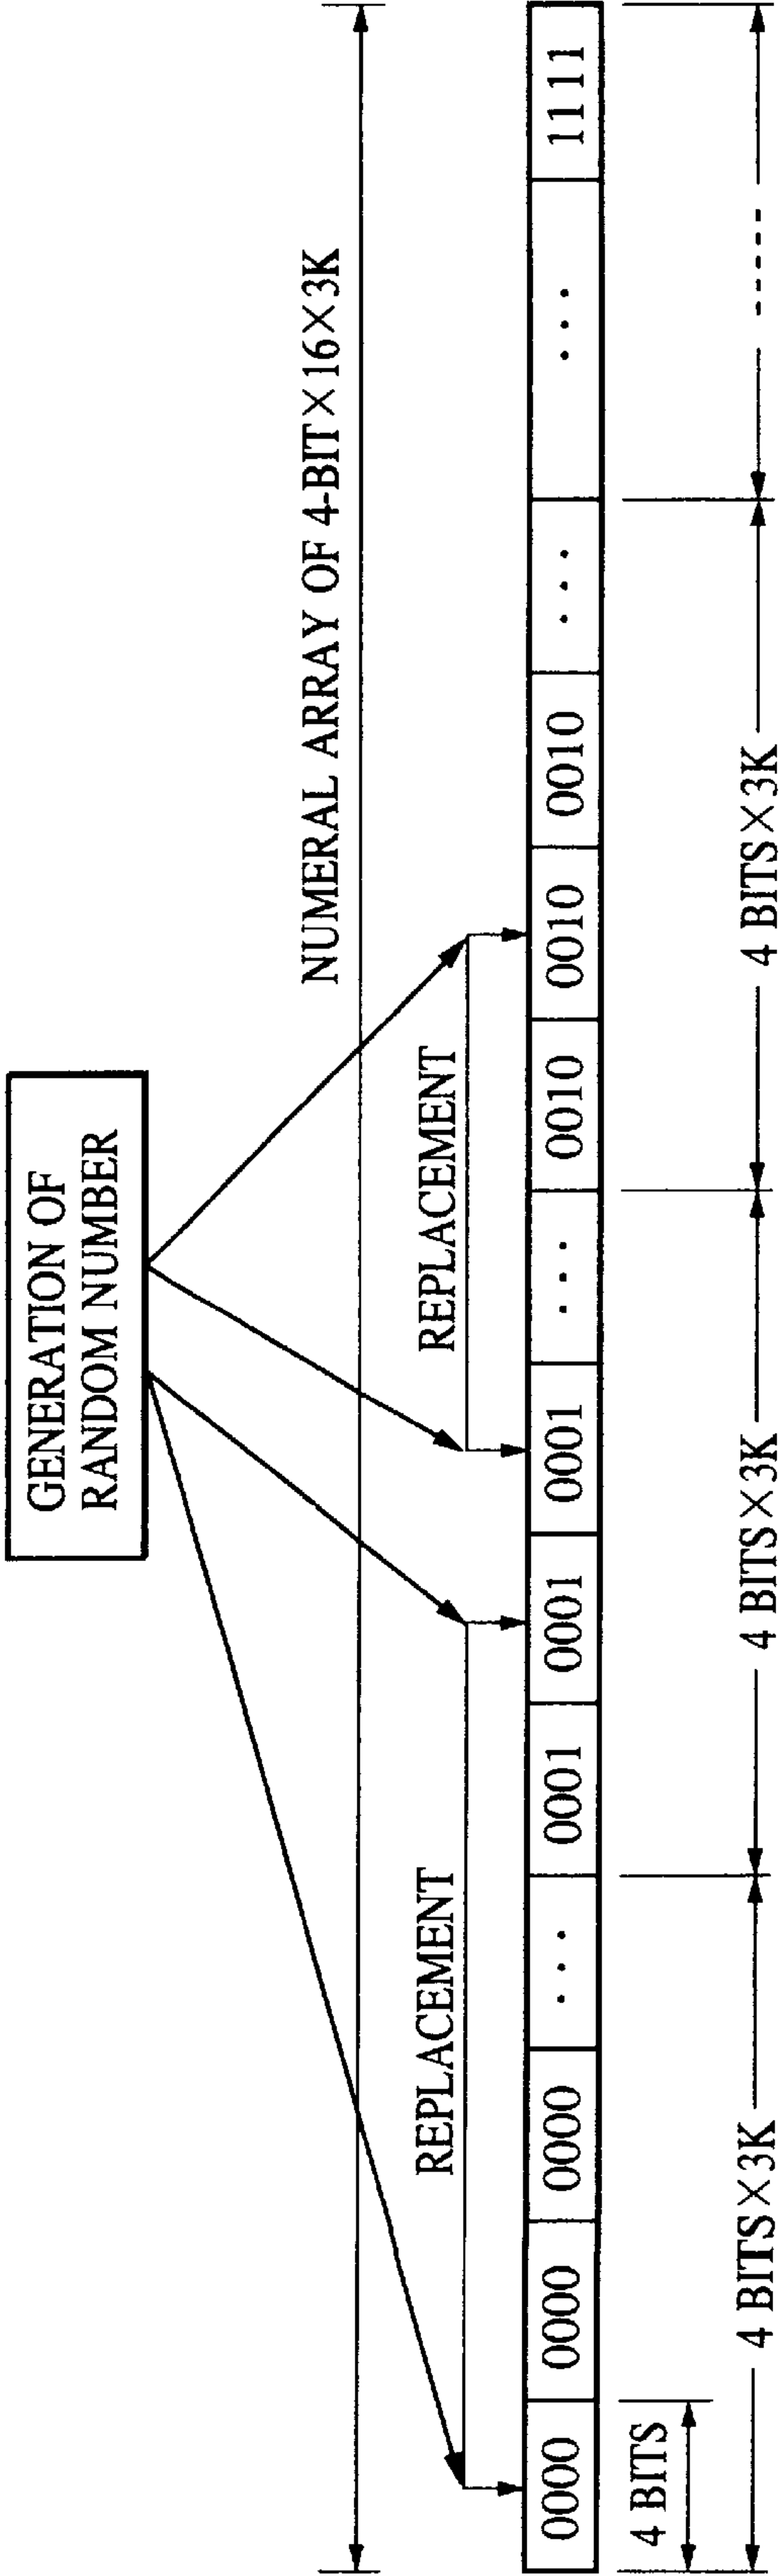 GENERATION OF
RANDOM NUMBER
NUMERAL ARRAY OF 4-BIT×16×3K
REPLACEMENT
REPLACEMENT
0000
0000
0000
...
0001
0001
0001
...
0010
0010
0010
...
...
1111
4 BITS
4 BITS×3K
4 BITS×3K
4 BITS×3K